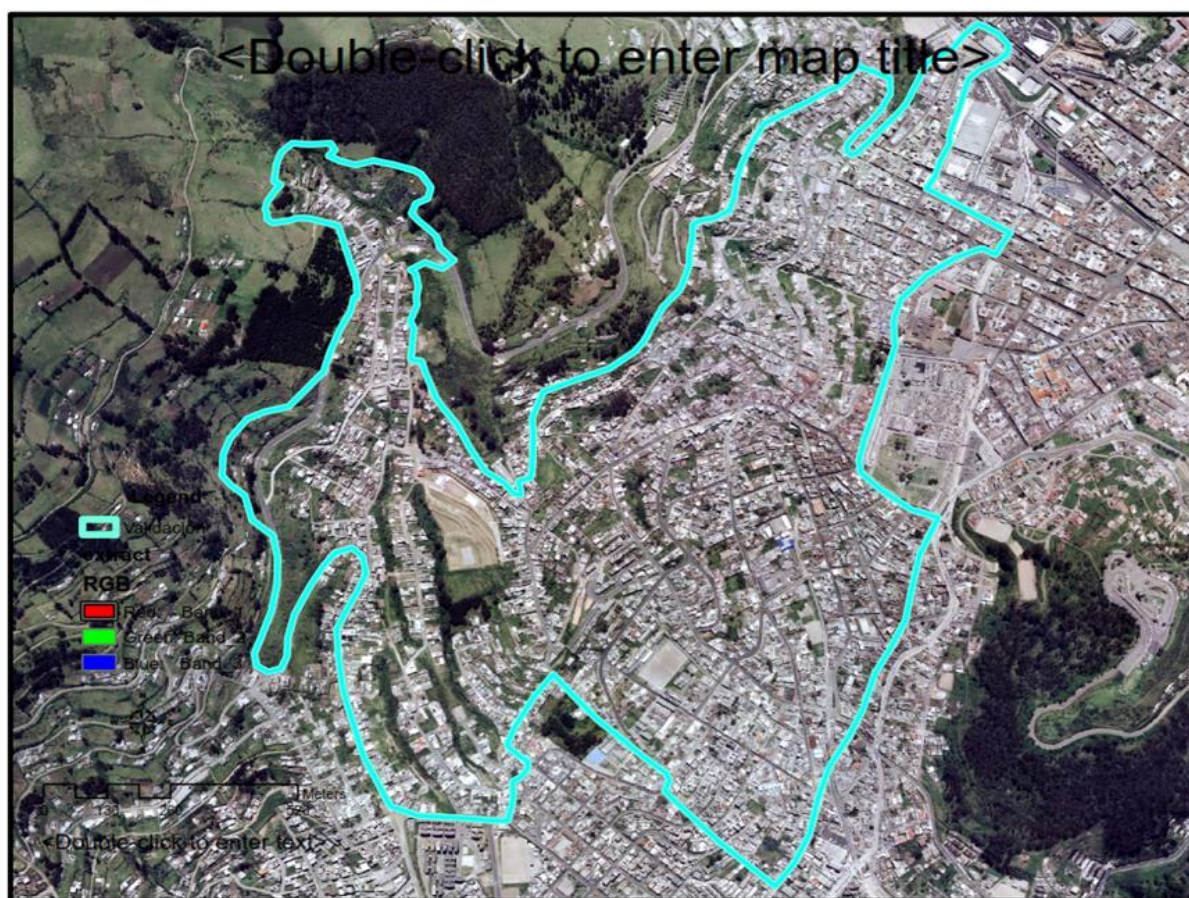 <Double-click to enter map title>
Legend
Validación
extract
RGB
Red: Band_1
Green: Band_2
Blue: Band_3
Meters
<Double-click to enter text>